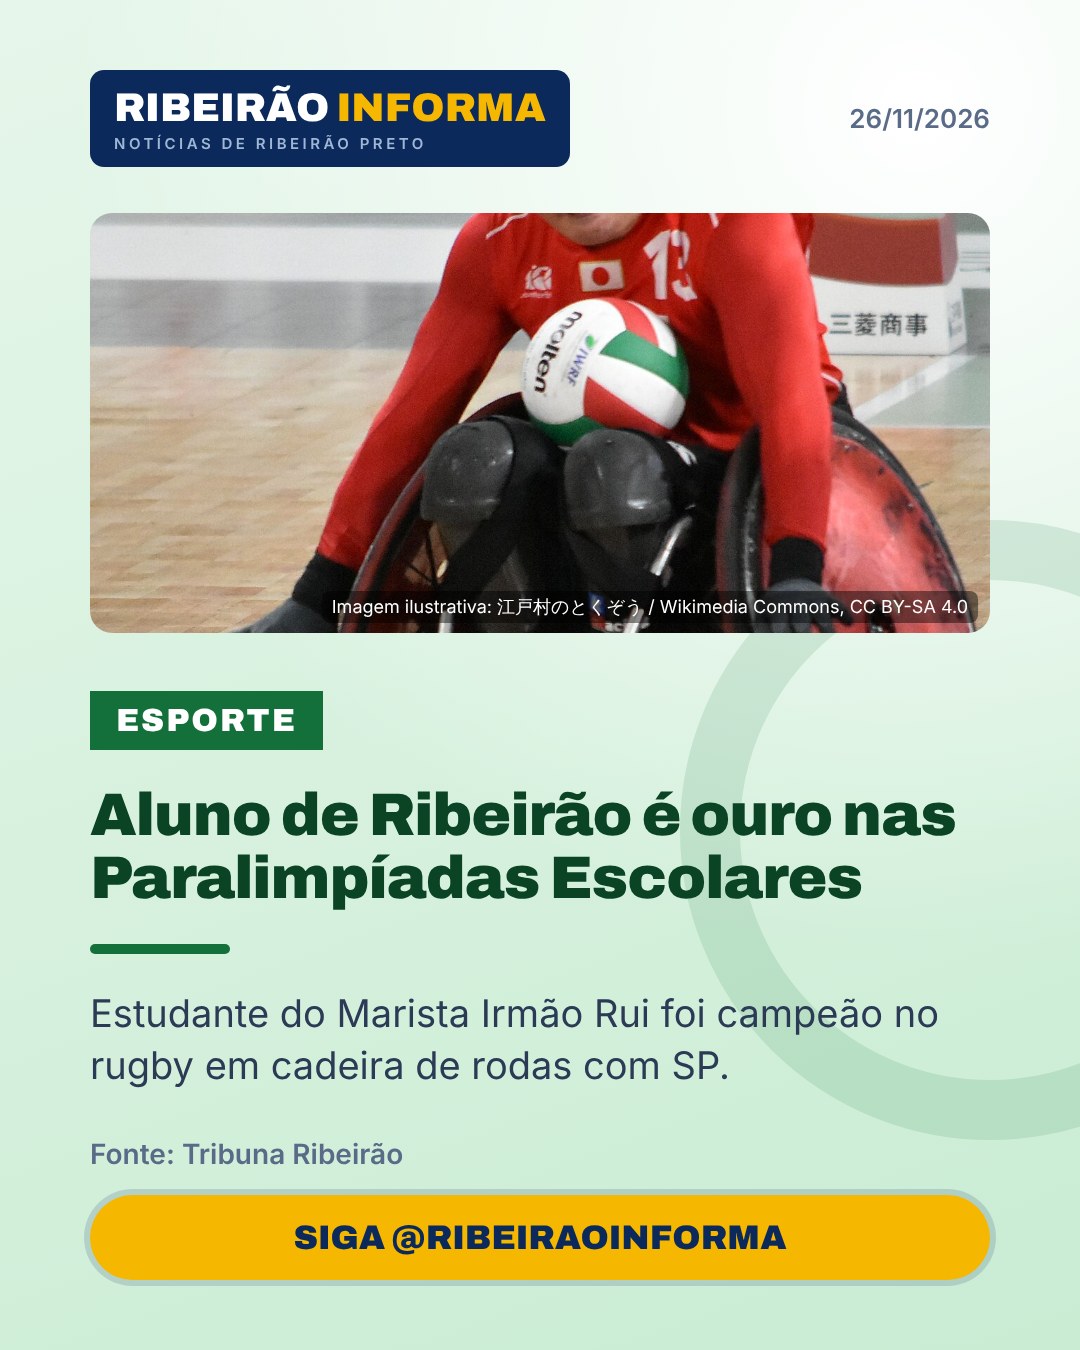 RIBEIRÃO INFORMA
NOTÍCIAS DE RIBEIRÃO PRETO
26/11/2026
13
molten
IWRF
三菱商事
Imagem ilustrativa: 江戸村のとくぞう / Wikimedia Commons, CC BY-SA 4.0
ESPORTE
Aluno de Ribeirão é ouro nas
Paralimpíadas Escolares
Estudante do Marista Irmão Rui foi campeão no
rugby em cadeira de rodas com SP.
Fonte: Tribuna Ribeirão
SIGA @RIBEIRAOINFORMA